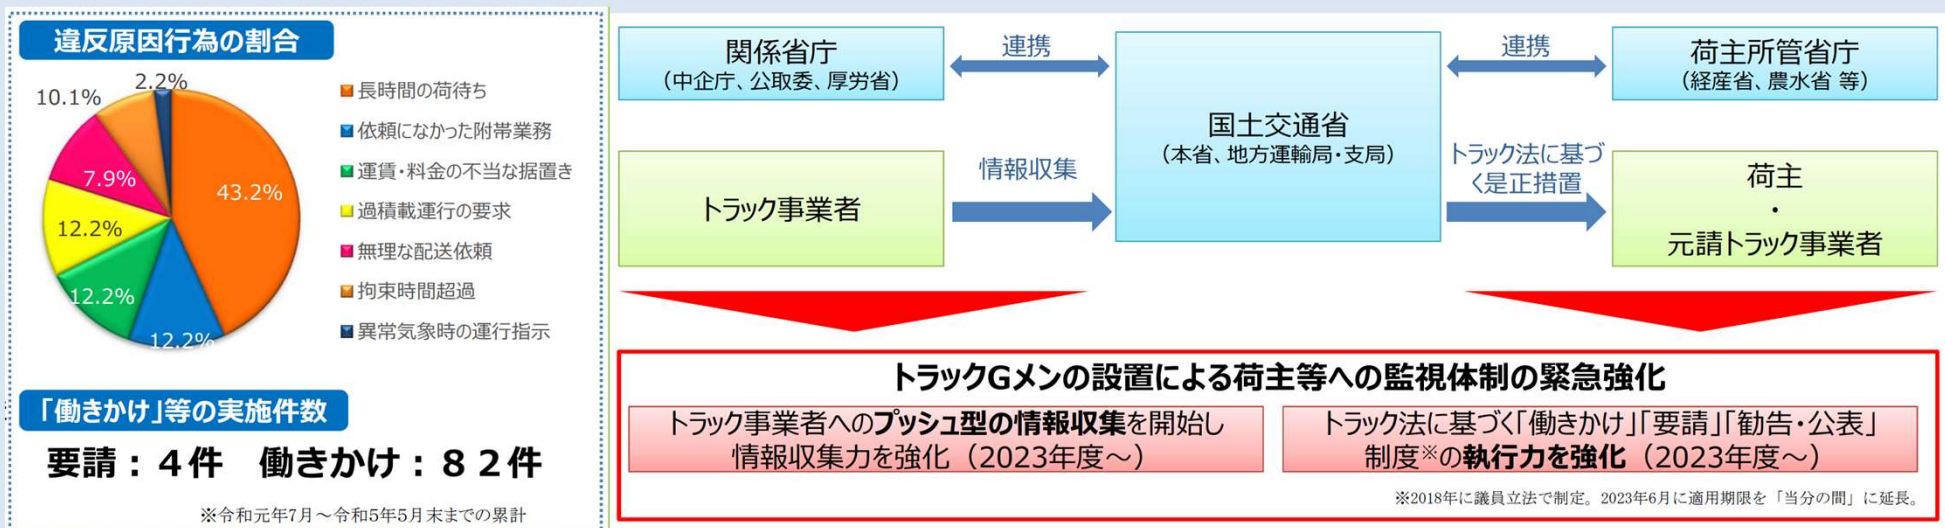 違反原因行為の割合
2.2%
10.1%
7.9%
43.2%
12.2%
12.2%
12.2%
長時間の荷待ち
依頼になかった附帯業務
運賃・料金の不当な据置き
過積載運行の要求
無理な配送依頼
拘束時間超過
異常気象時の運行指示
「働きかけ」等の実施件数
要請：４件 働きかけ：８２件
※令和元年7月～令和5年5月末までの累計
関係省庁
（中企庁、公取委、厚労省）
連携
国土交通省
（本省、地方運輸局・支局）
連携
荷主所管省庁
（経産省、農水省 等）
トラック事業者
情報収集
トラック法に基づ
く是正措置
荷主
・
元請トラック事業者
トラックGメンの設置による荷主等への監視体制の緊急強化
トラック事業者へのプッシュ型の情報収集を開始し
情報収集力を強化（2023年度～）
トラック法に基づく「働きかけ」「要請」「勧告・公表」
制度※の執行力を強化（2023年度～）
※2018年に議員立法で制定。2023年6月に適用期限を「当分の間」に延長。